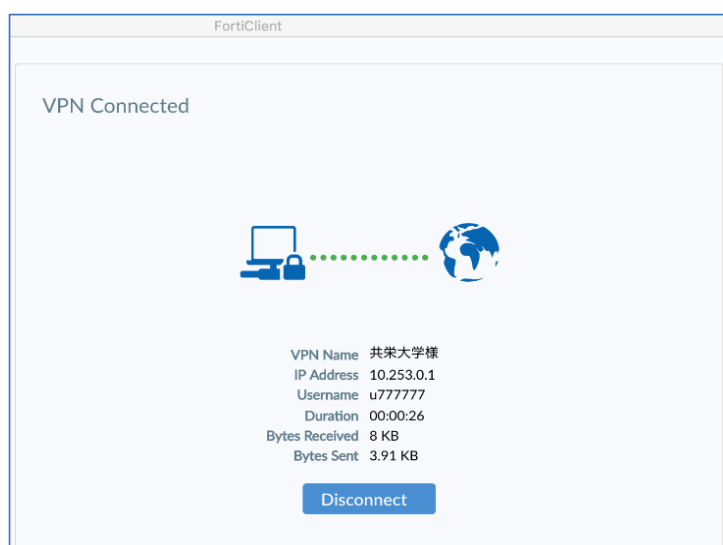 FortiClient
VPN Connected
VPN Name 共栄大学様
IP Address 10.253.0.1
Username u777777
Duration 00:00:26
Bytes Received 8 KB
Bytes Sent 3.91 KB
Disconnect